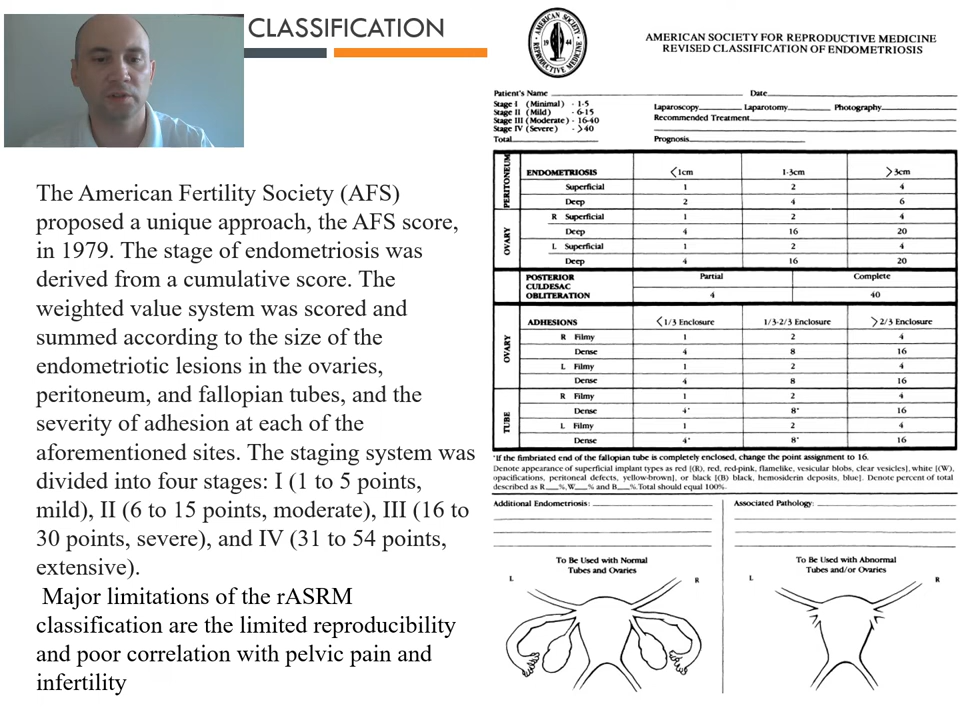 CLASSIFICATION
The American Fertility Society (AFS)
proposed a unique approach, the AFS score,
in 1979. The stage of endometriosis was
derived from a cumulative score. The
weighted value system was scored and
summed according to the size of the
endometriotic lesions in the ovaries,
peritoneum, and fallopian tubes, and the
severity of adhesion at each of the
aforementioned sites. The staging system was
divided into four stages: I (1 to 5 points,
mild), II (6 to 15 points, moderate), III (16 to
30 points, severe), and IV (31 to 54 points,
extensive).
Major limitations of the rASRM
classification are the limited reproducibility
and poor correlation with pelvic pain and
infertility
AMERICAN SOCIETY
REPRODUCTIVE MEDICINE
1944
AMERICAN SOCIETY FOR REPRODUCTIVE MEDICINE
REVISED CLASSIFICATION OF ENDOMETRIOSIS
Patient's Name Date
Stage I (Minimal) - 1-5
Stage II (Mild) - 6-15
Stage III (Moderate) - 16-40
Stage IV (Severe) - >40
Total
Laparoscopy Laparotomy Photography
Recommended Treatment
Prognosis
PERITONEUM
ENDOMETRIOSIS <1cm 1-3cm >3cm
Superficial 1 2 4
Deep 2 4 6
OVARY
R Superficial 1 2 4
Deep 4 16 20
L Superficial 1 2 4
Deep 4 16 20
POSTERIOR CULDESAC OBLITERATION
Partial Complete
4 40
OVARY
ADHESIONS <1/3 Enclosure 1/3-2/3 Enclosure >2/3 Enclosure
R Filmy 1 2 4
Dense 4 8 16
L Filmy 1 2 4
Dense 4 8 16
TUBE
R Filmy 1 2 4
Dense 4* 8* 16
L Filmy 1 2 4
Dense 4* 8* 16
*If the fimbriated end of the fallopian tube is completely enclosed, change the point assignment to 16.
Denote appearance of superficial implant types as red [(R), red, red-pink, flamelike, vesicular blobs, clear vesicles], white [(W),
opacifications, peritoneal defects, yellow-brown], or black [(B) black, hemosiderin deposits, blue]. Denote percent of total
described as R___%, W___% and B___%. Total should equal 100%.
Additional Endometriosis:
Associated Pathology:
To Be Used with Normal
Tubes and Ovaries
L R
To Be Used with Abnormal
Tubes and/or Ovaries
L R